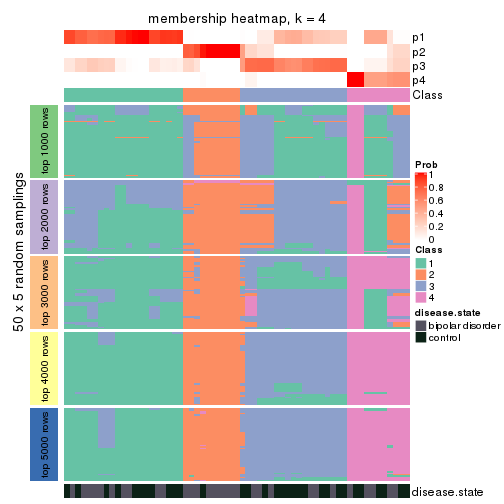 membership heatmap, k = 4
p1
p2
p3
p4
Class
50 x 5 random samplings
top 1000 rows
top 2000 rows
top 3000 rows
top 4000 rows
top 5000 rows
Prob
1
0.8
0.6
0.4
0.2
0
Class
1
2
3
4
disease.state
bipolar disorder
control
disease.state